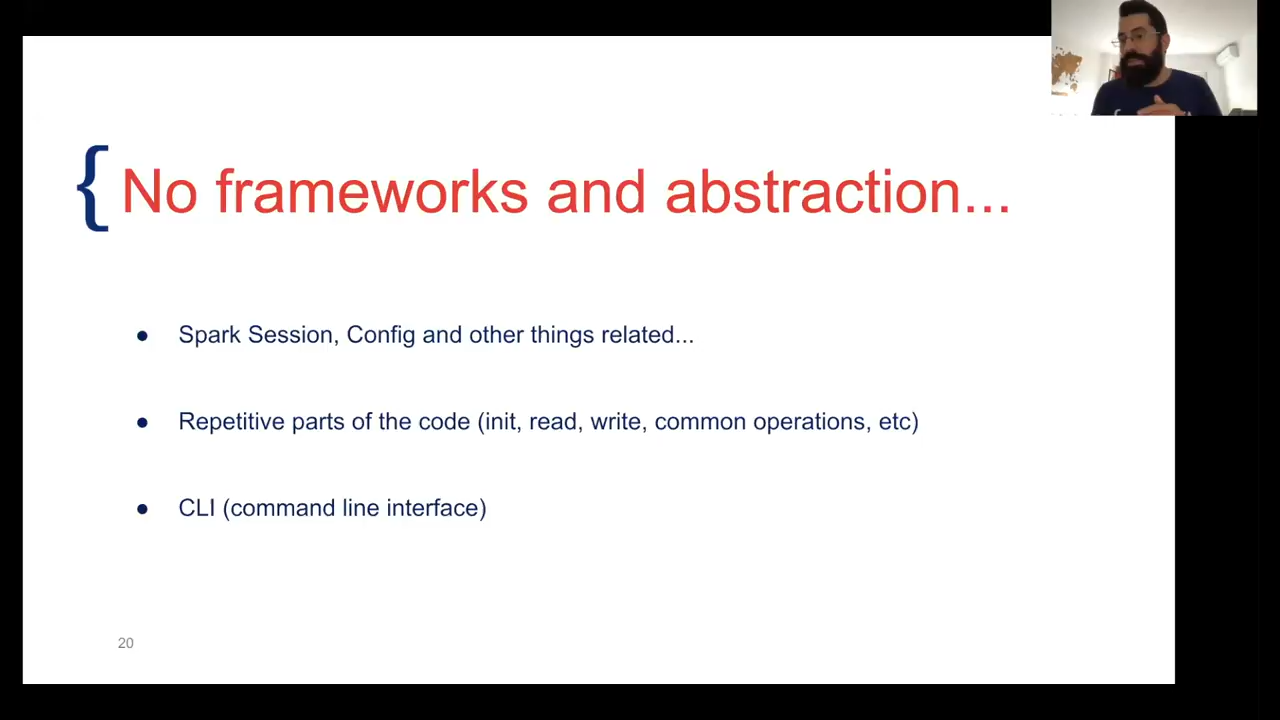 { No frameworks and abstraction...
● Spark Session, Config and other things related...
● Repetitive parts of the code (init, read, write, common operations, etc)
● CLI (command line interface)
20